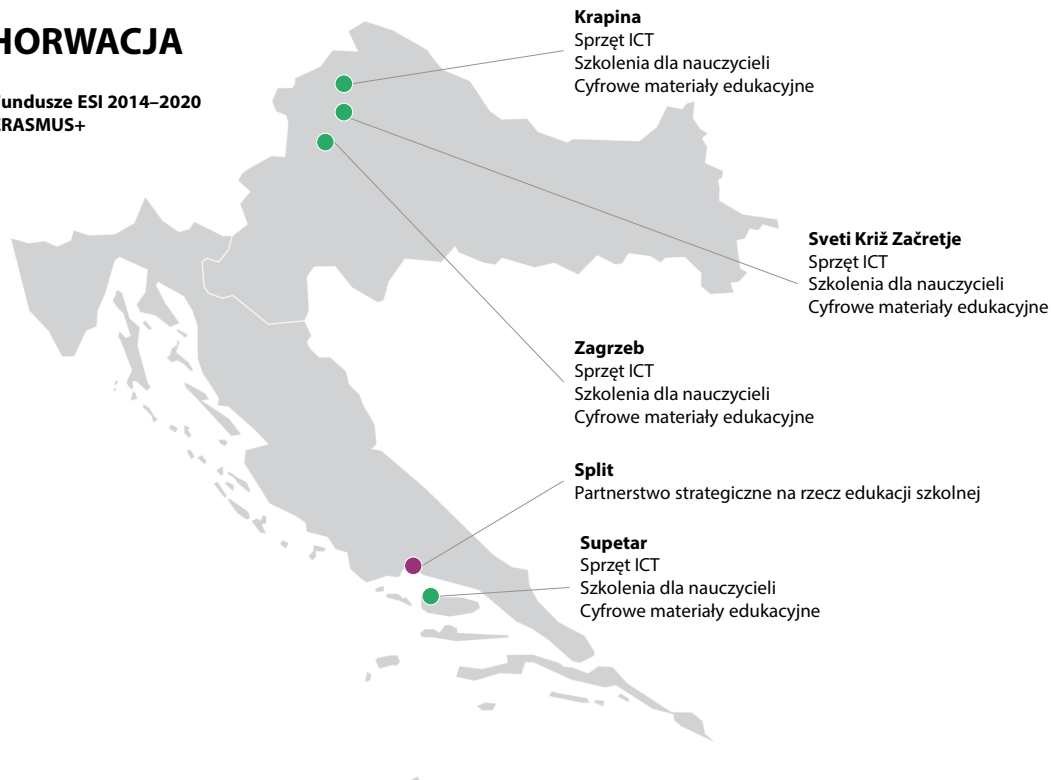 HORWACJA
Fundusze ESI 2014–2020
ERASMUS+
Krapina
Sprzęt ICT
Szkolenia dla nauczycieli
Cyfrowe materiały edukacyjne
Sveti Križ Začretje
Sprzęt ICT
Szkolenia dla nauczycieli
Cyfrowe materiały edukacyjne
Zagrzeb
Sprzęt ICT
Szkolenia dla nauczycieli
Cyfrowe materiały edukacyjne
Split
Partnerstwo strategiczne na rzecz edukacji szkolnej
Supetar
Sprzęt ICT
Szkolenia dla nauczycieli
Cyfrowe materiały edukacyjne